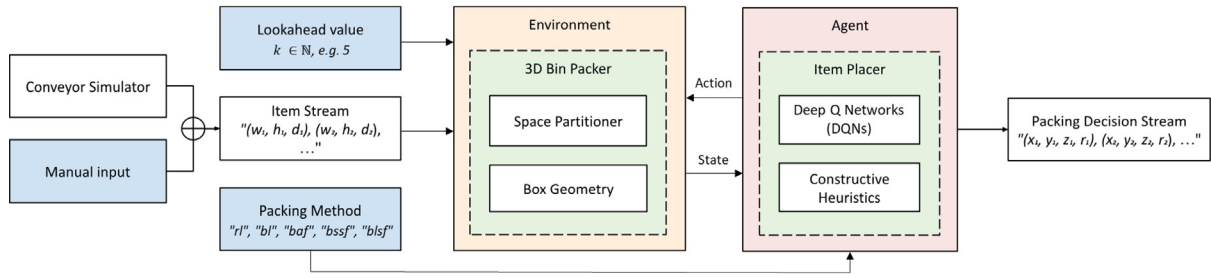 Conveyor Simulator
Manual input
Lookahead value
k ∈ ℕ, e.g. 5
Item Stream
"(w₁, h₁, d₁), (w₂, h₂, d₂),
…"
Packing Method
"rl", "bl", "baf", "bssf", "blsf"
Environment
3D Bin Packer
Space Partitioner
Box Geometry
Action
State
Agent
Item Placer
Deep Q Networks
(DQNs)
Constructive
Heuristics
Packing Decision Stream
"(x₁, y₁, z₁, r₁), (x₂, y₂, z₂, r₂), …"